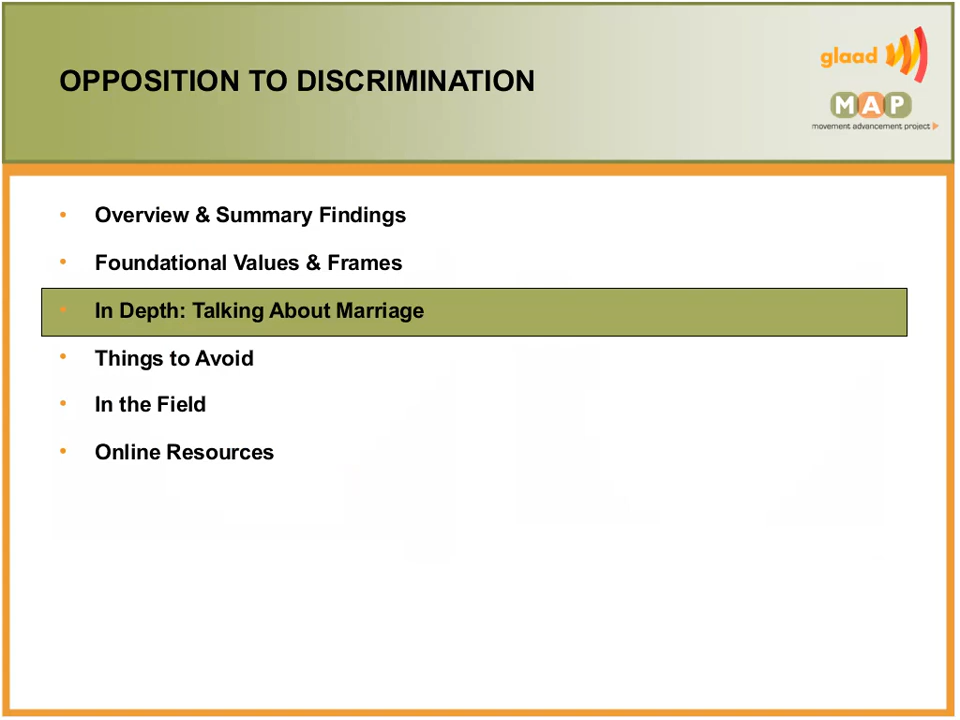 OPPOSITION TO DISCRIMINATION
glaad
MAP
movement advancement project
• Overview & Summary Findings
• Foundational Values & Frames
• In Depth: Talking About Marriage
• Things to Avoid
• In the Field
• Online Resources